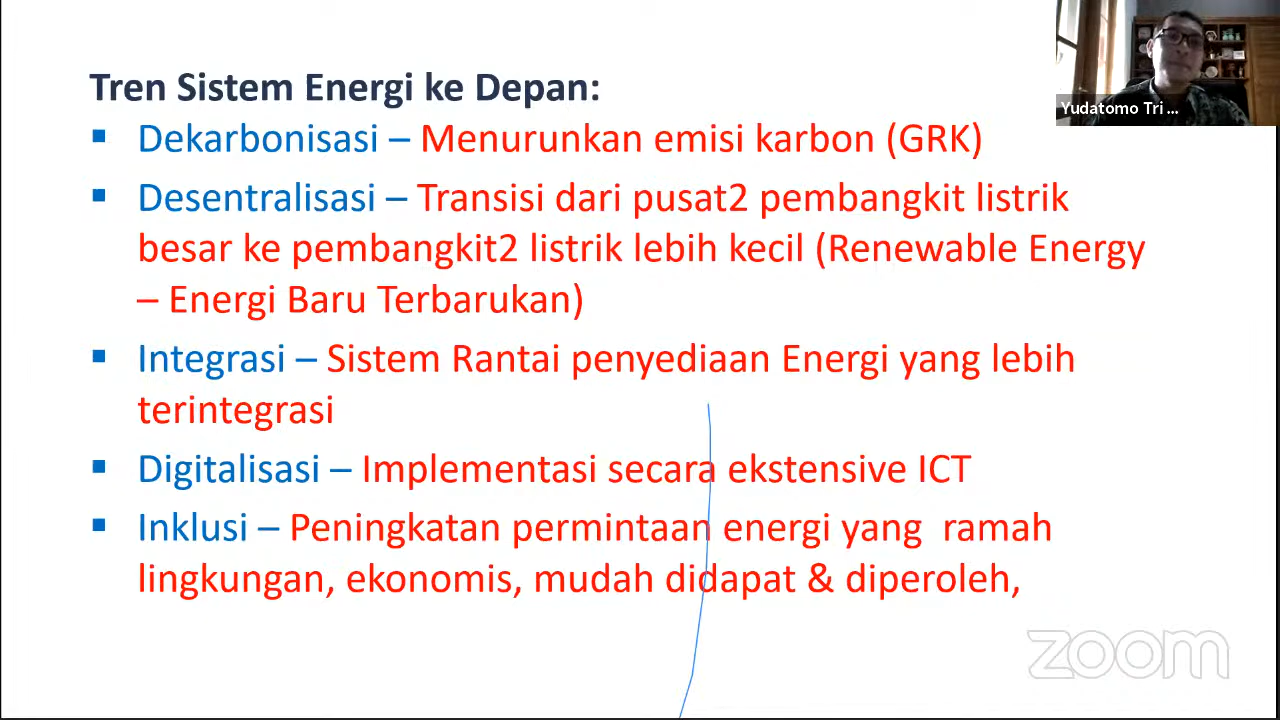 Tren Sistem Energi ke Depan:
▪ Dekarbonisasi – Menurunkan emisi karbon (GRK)
▪ Desentralisasi – Transisi dari pusat2 pembangkit listrik
besar ke pembangkit2 listrik lebih kecil (Renewable Energy
– Energi Baru Terbarukan)
▪ Integrasi – Sistem Rantai penyediaan Energi yang lebih
terintegrasi
▪ Digitalisasi – Implementasi secara ekstensive ICT
▪ Inklusi – Peningkatan permintaan energi yang  ramah
lingkungan, ekonomis, mudah didapat & diperoleh,
Yudatomo Tri ...
zoom